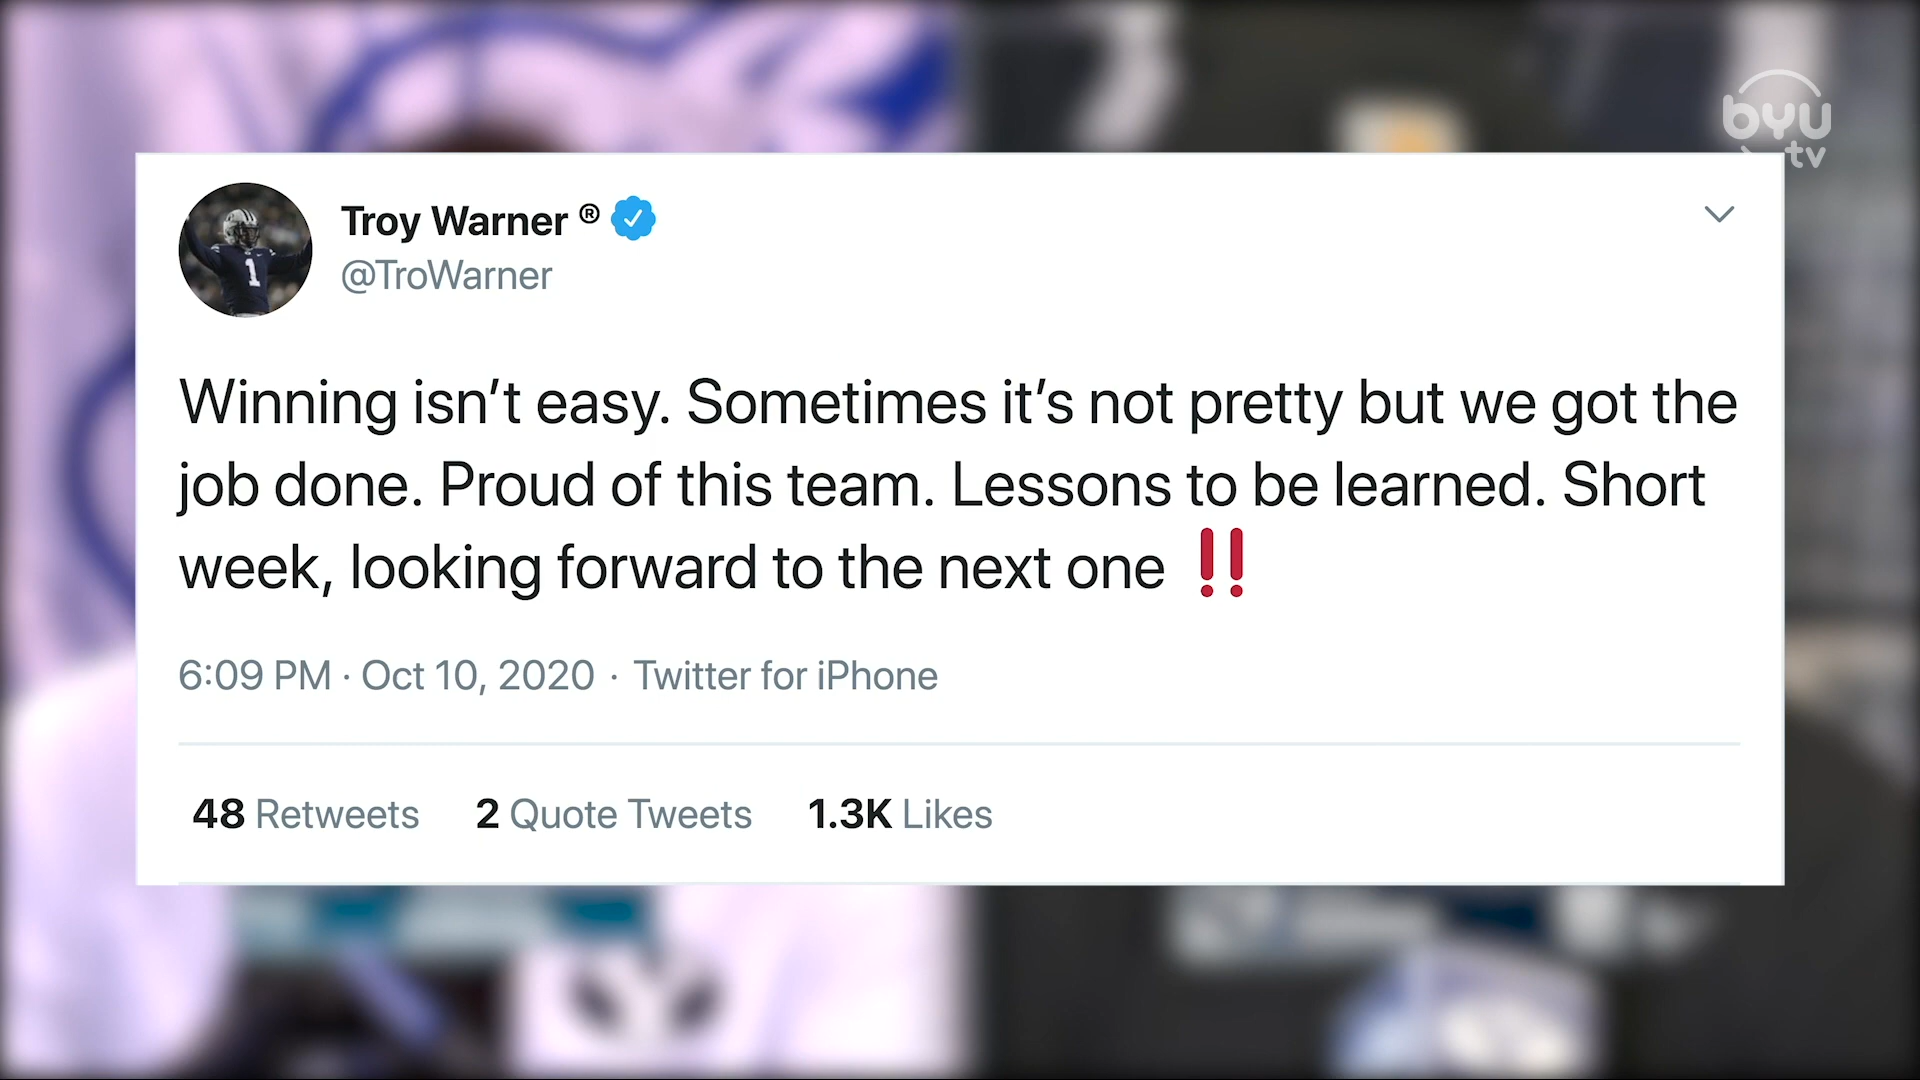 byu
tv
Troy Warner ®
@TroWarner
1
Winning isn’t easy. Sometimes it’s not pretty but we got the
job done. Proud of this team. Lessons to be learned. Short
week, looking forward to the next one ‼️
6:09 PM · Oct 10, 2020 · Twitter for iPhone
48 Retweets 2 Quote Tweets 1.3K Likes